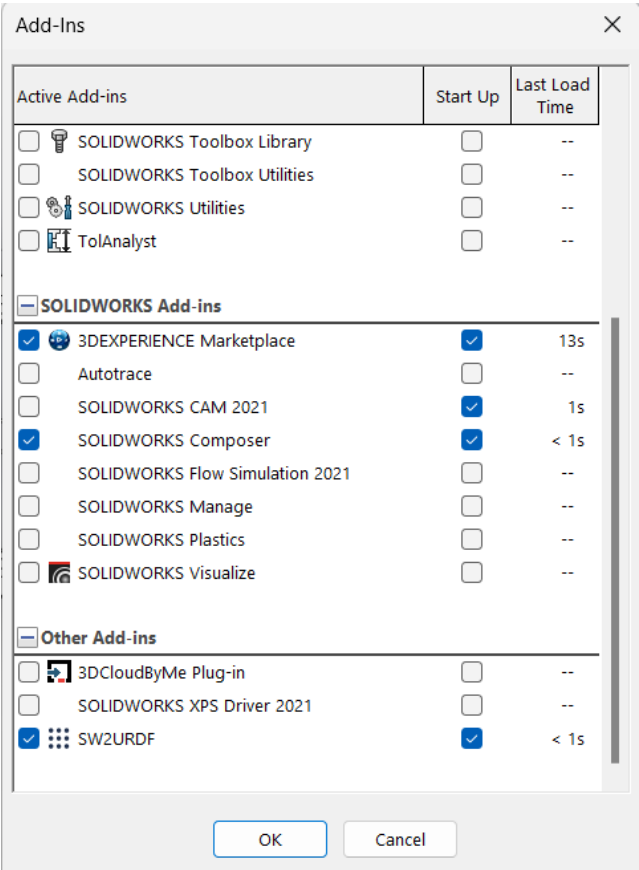 Add-Ins
Active Add-ins Start Up Last Load Time
SOLIDWORKS Toolbox Library --
SOLIDWORKS Toolbox Utilities --
SOLIDWORKS Utilities --
TolAnalyst --
SOLIDWORKS Add-ins
3DEXPERIENCE Marketplace 13s
Autotrace --
SOLIDWORKS CAM 2021 1s
SOLIDWORKS Composer < 1s
SOLIDWORKS Flow Simulation 2021 --
SOLIDWORKS Manage --
SOLIDWORKS Plastics --
SOLIDWORKS Visualize --
Other Add-ins
3DCloudByMe Plug-in --
SOLIDWORKS XPS Driver 2021 --
SW2URDF < 1s
OK Cancel